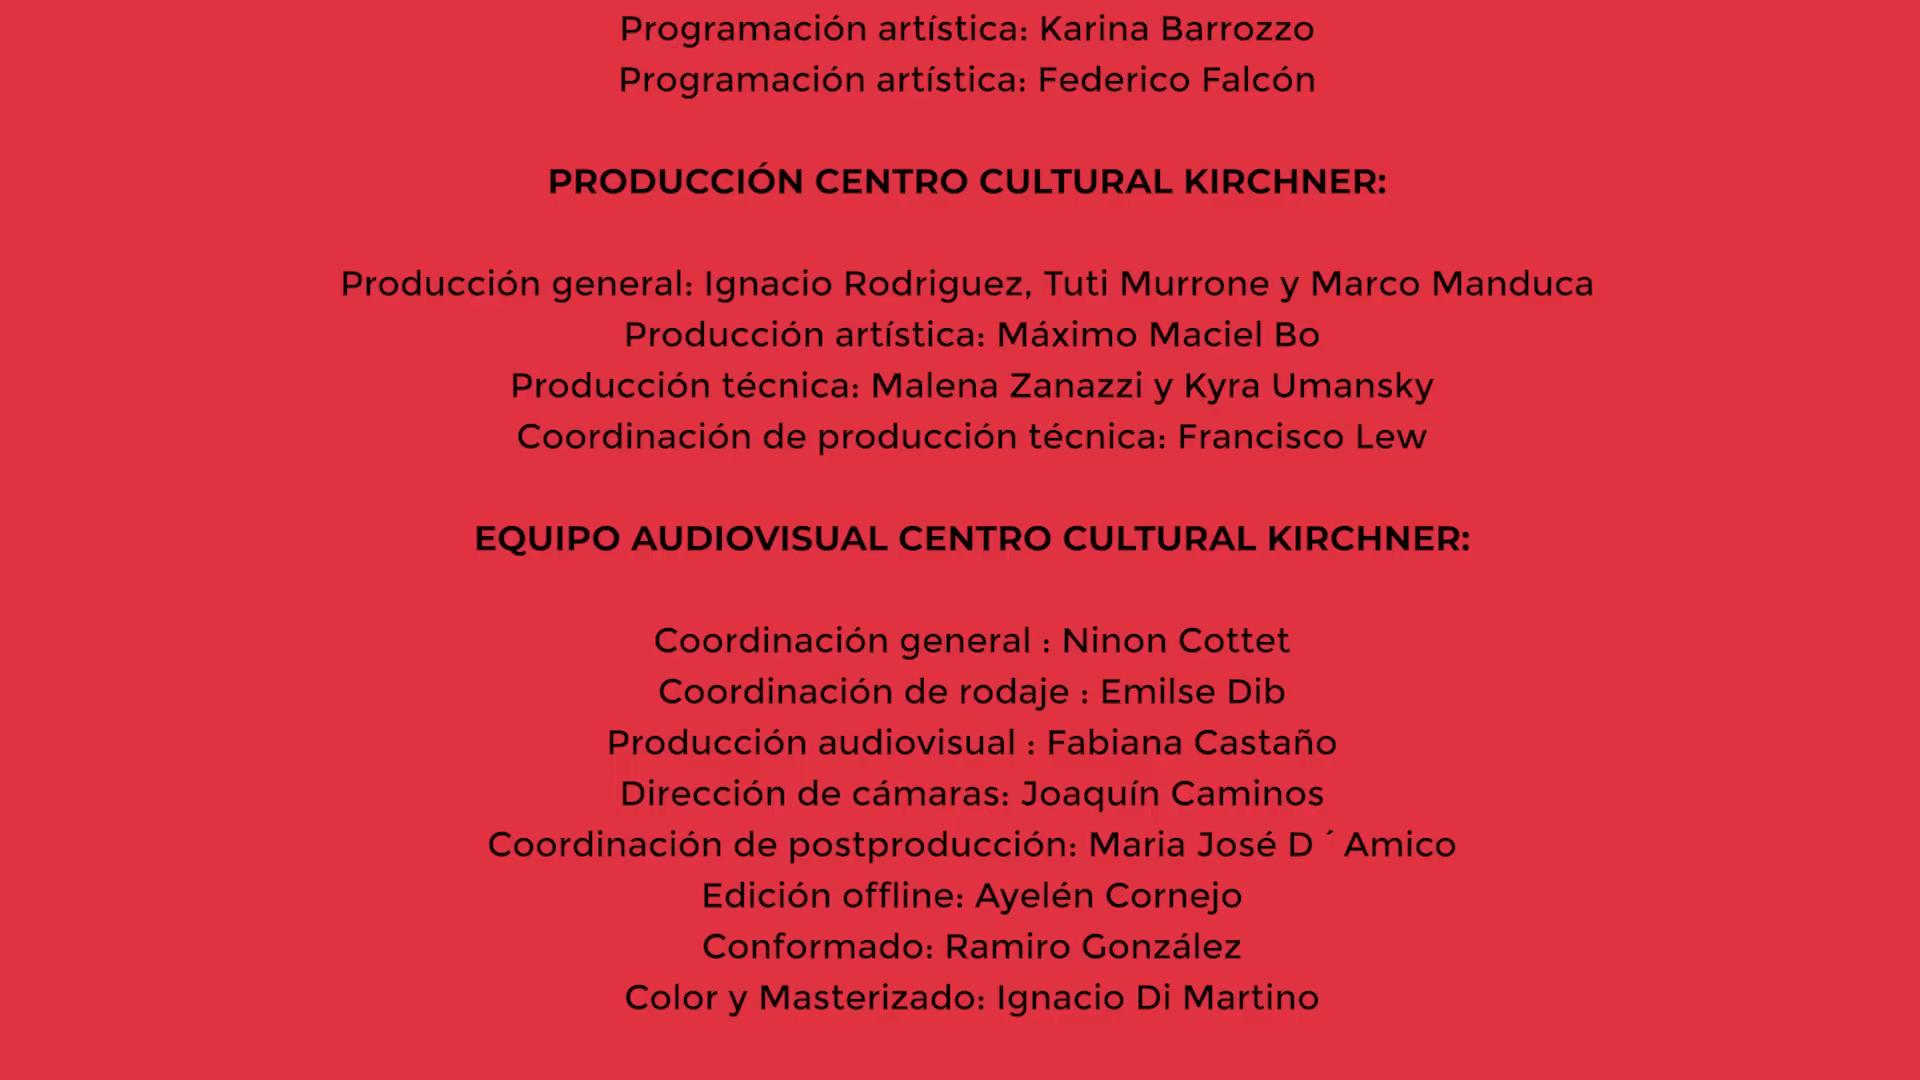 Programación artística: Karina Barrozzo
Programación artística: Federico Falcón
PRODUCCIÓN CENTRO CULTURAL KIRCHNER:
Producción general: Ignacio Rodriguez, Tuti Murrone y Marco Manduca
Producción artística: Máximo Maciel Bo
Producción técnica: Malena Zanazzi y Kyra Umansky
Coordinación de producción técnica: Francisco Lew
EQUIPO AUDIOVISUAL CENTRO CULTURAL KIRCHNER:
Coordinación general : Ninon Cottet
Coordinación de rodaje : Emilse Dib
Producción audiovisual : Fabiana Castaño
Dirección de cámaras: Joaquín Caminos
Coordinación de postproducción: Maria José D ´ Amico
Edición offline: Ayelén Cornejo
Conformado: Ramiro González
Color y Masterizado: Ignacio Di Martino